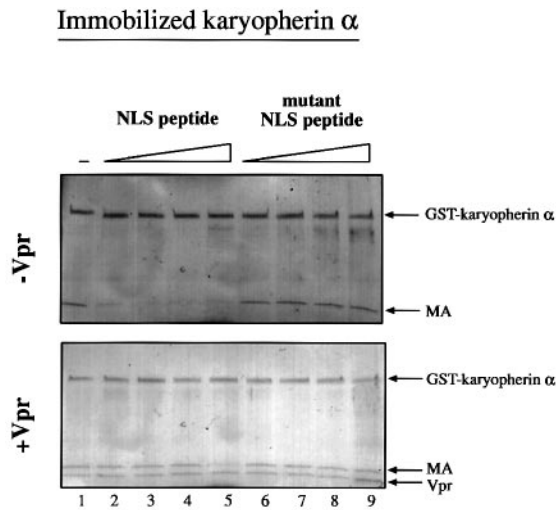 Immobilized karyopherin α
NLS peptide
mutant
NLS peptide
–
-Vpr
GST-karyopherin α
MA
+Vpr
GST-karyopherin α
MA
Vpr
1 2 3 4 5 6 7 8 9